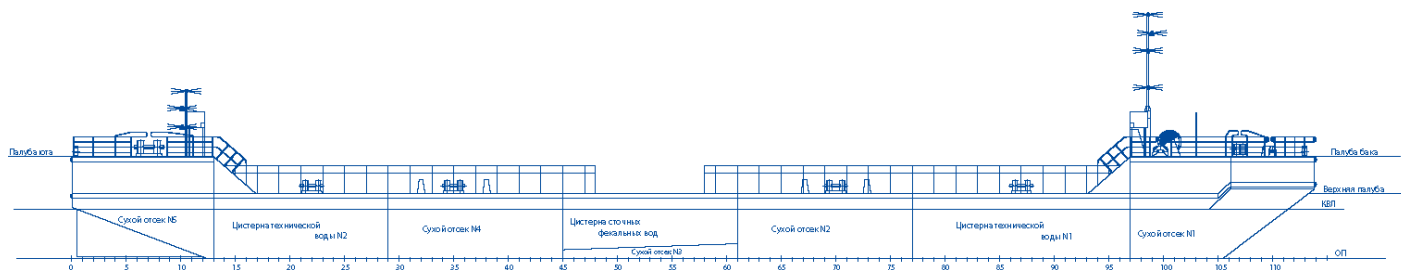 Палуба юта
Палуба бака
Верхняя палуба
КВЛ
Сухой отсек N5
Цистерна технической
воды N2
Сухой отсек N4
Цистерна сточных
фекальных вод
Сухой отсек N3
Сухой отсек N2
Цистерна технической
воды N1
Сухой отсек N1
ОП
0 5 10 15 20 25 30 35 40 45 50 55 60 65 70 75 80 85 90 95 100 105 110